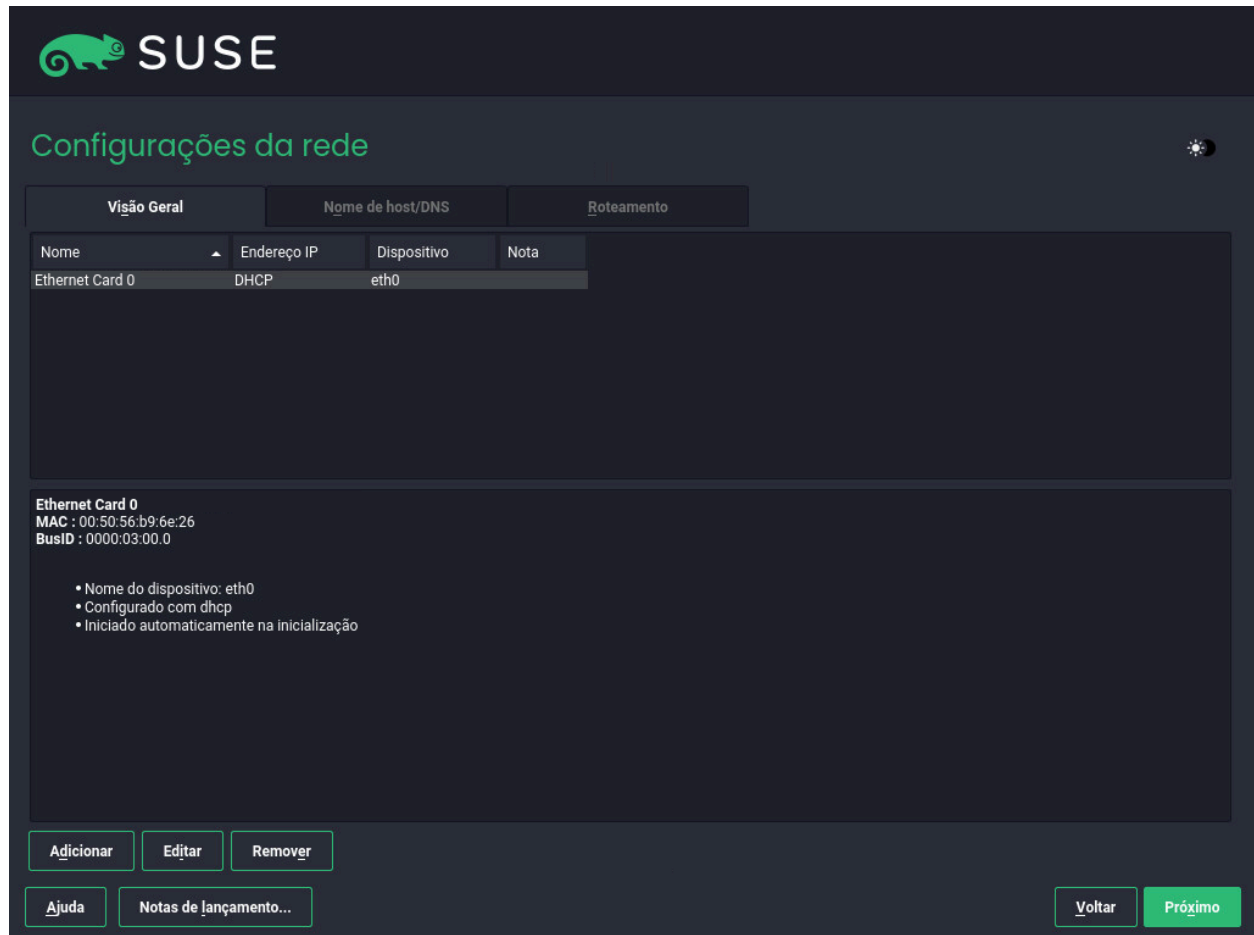 SUSE
Configurações da rede
Visão Geral Nome de host/DNS Roteamento
Nome Endereço IP Dispositivo Nota
Ethernet Card 0 DHCP eth0
Ethernet Card 0
MAC : 00:50:56:b9:6e:26
BusID : 0000:03:00.0
• Nome do dispositivo: eth0
• Configurado com dhcp
• Iniciado automaticamente na inicialização
Adicionar Editar Remover
Ajuda Notas de lançamento... Voltar Próximo